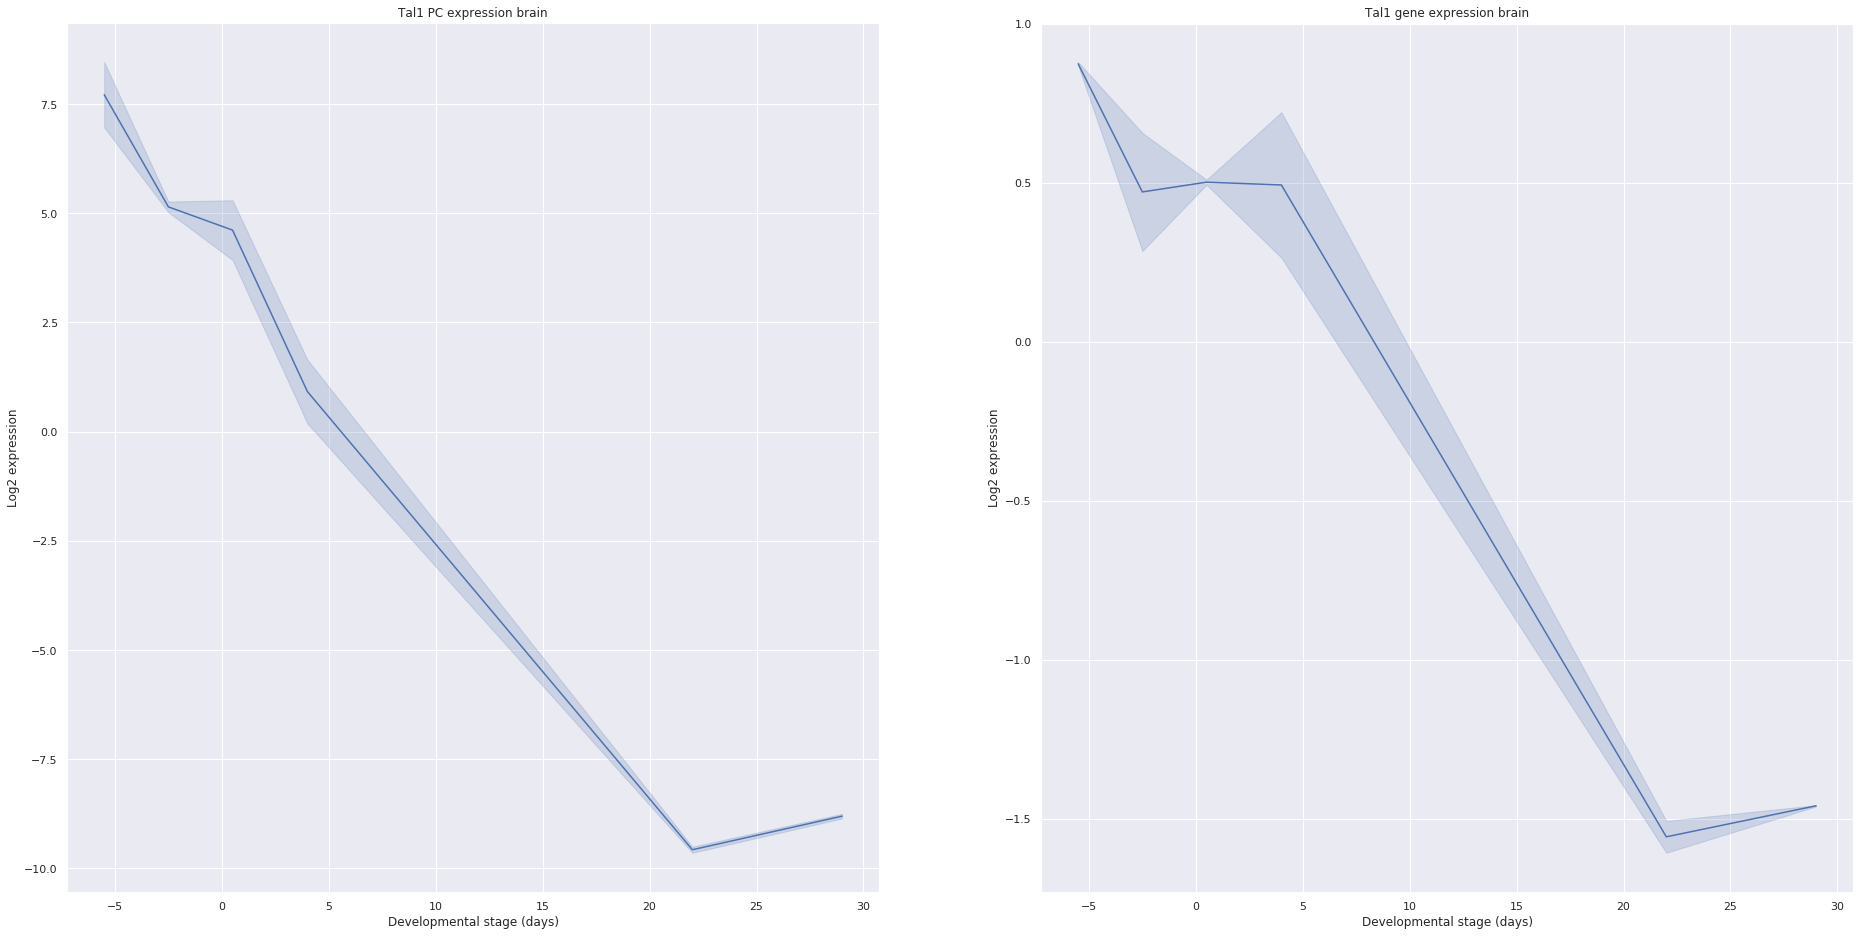 Tal1 PC expression brain
7.5
5.0
2.5
0.0
−2.5
−5.0
−7.5
−10.0
Log2 expression
−5 0 5 10 15 20 25 30
Developmental stage (days)
Tal1 gene expression brain
1.0
0.5
0.0
−0.5
−1.0
−1.5
Log2 expression
−5 0 5 10 15 20 25 30
Developmental stage (days)